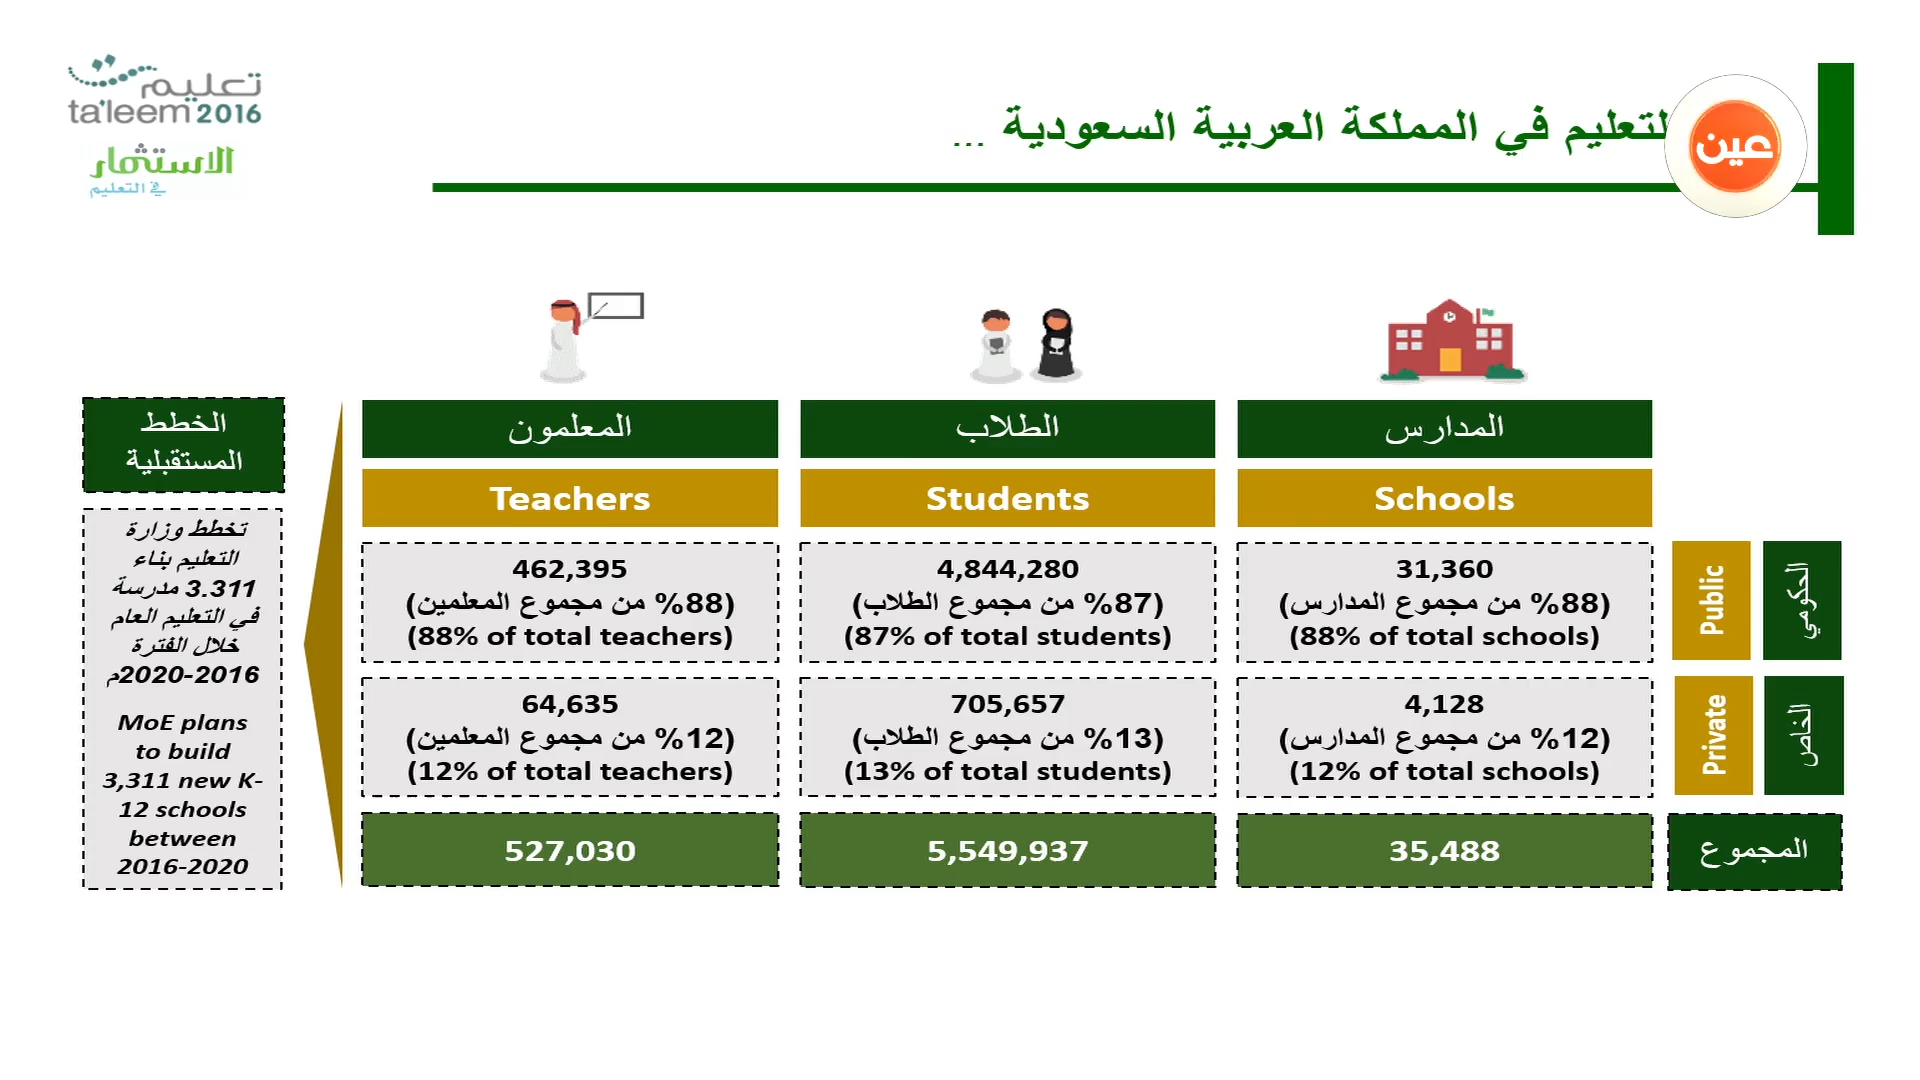 لتعليم في المملكة العربية السعودية ...
عين
تعليم
ta'leem 2016
الاستثمار
في التعليم
المدارس
الطلاب
المعلمون
Schools
Students
Teachers
الحكومي
Public
31,360
(88% من مجموع المدارس)
(88% of total schools)
4,844,280
(87% من مجموع الطلاب)
(87% of total students)
462,395
(88% من مجموع المعلمين)
(88% of total teachers)
الخاص
Private
4,128
(12% من مجموع المدارس)
(12% of total schools)
705,657
(13% من مجموع الطلاب)
(13% of total students)
64,635
(12% من مجموع المعلمين)
(12% of total teachers)
المجموع
35,488
5,549,937
527,030
الخطط
المستقبلية
تخطط وزارة
التعليم بناء
3.311 مدرسة
في التعليم العام
خلال الفترة
2016-2020م
MoE plans
to build
3,311 new K-
12 schools
between
2016-2020